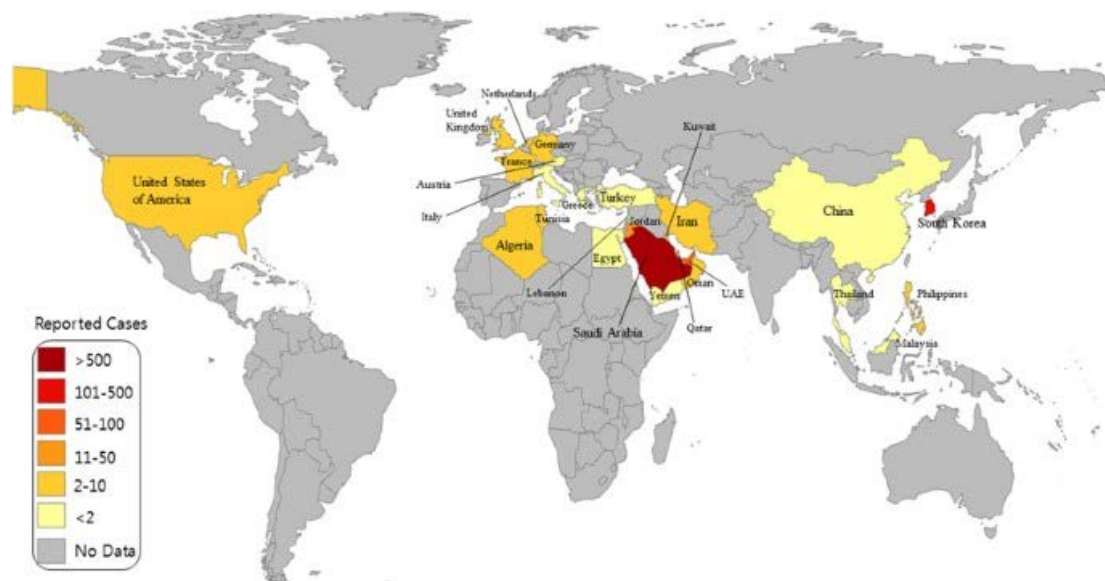 Netherlands
United
Kingdom
Germany
Kuwait
France
Austria
United States
of America
Italy
Greece
Turkey
China
South Korea
Tunisia
Jordan
Iran
Algeria
Egypt
Lebanon
Oman
UAE
Yemen
Thailand
Philippines
Saudi Arabia
Qatar
Malaysia
Reported Cases
>500
101-500
51-100
11-50
2-10
<2
No Data